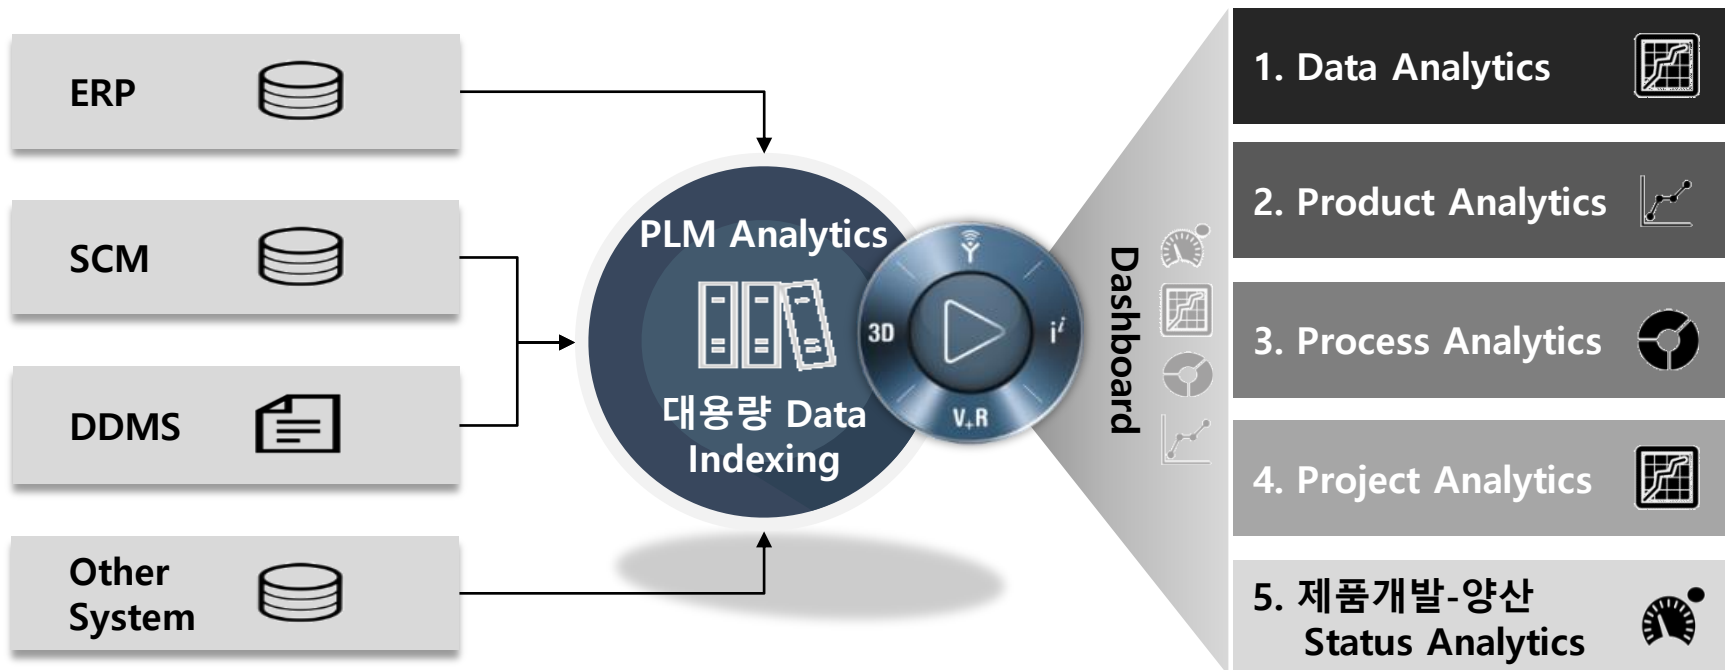 ERP
SCM
DDMS
Other
System
PLM Analytics
대용량 Data
Indexing
3D
i i
V+R
Dashboard
1. Data Analytics
2. Product Analytics
3. Process Analytics
4. Project Analytics
5. 제품개발-양산
Status Analytics